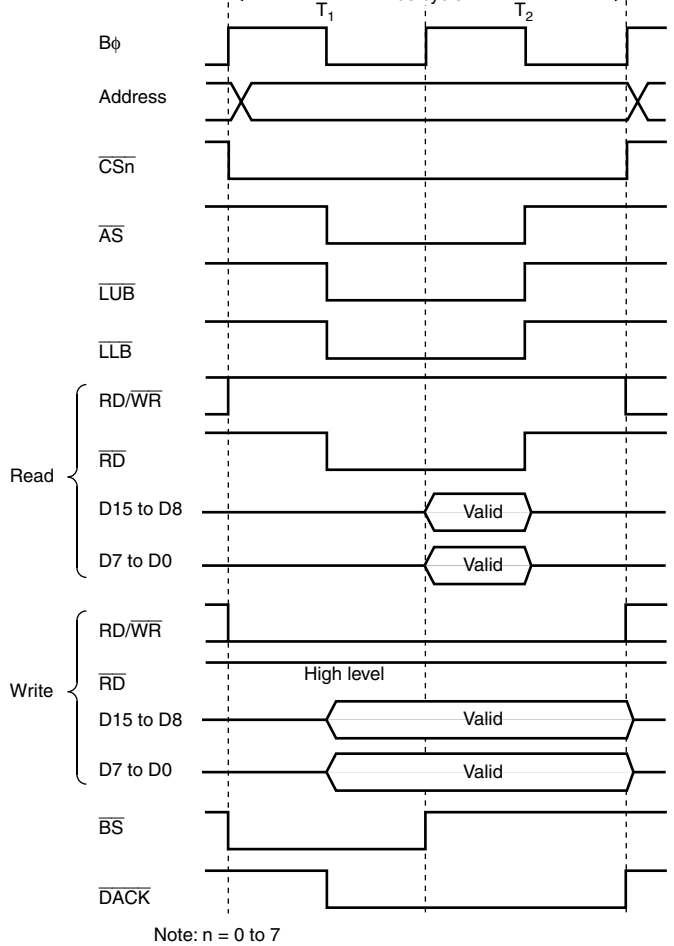 T1 T2
Bφ
Address
CSn
AS
LUB
LLB
RD/WR
Read
RD
D15 to D8 Valid
D7 to D0 Valid
RD/WR
High level
Write
RD
D15 to D8 Valid
D7 to D0 Valid
BS
DACK
Note: n = 0 to 7